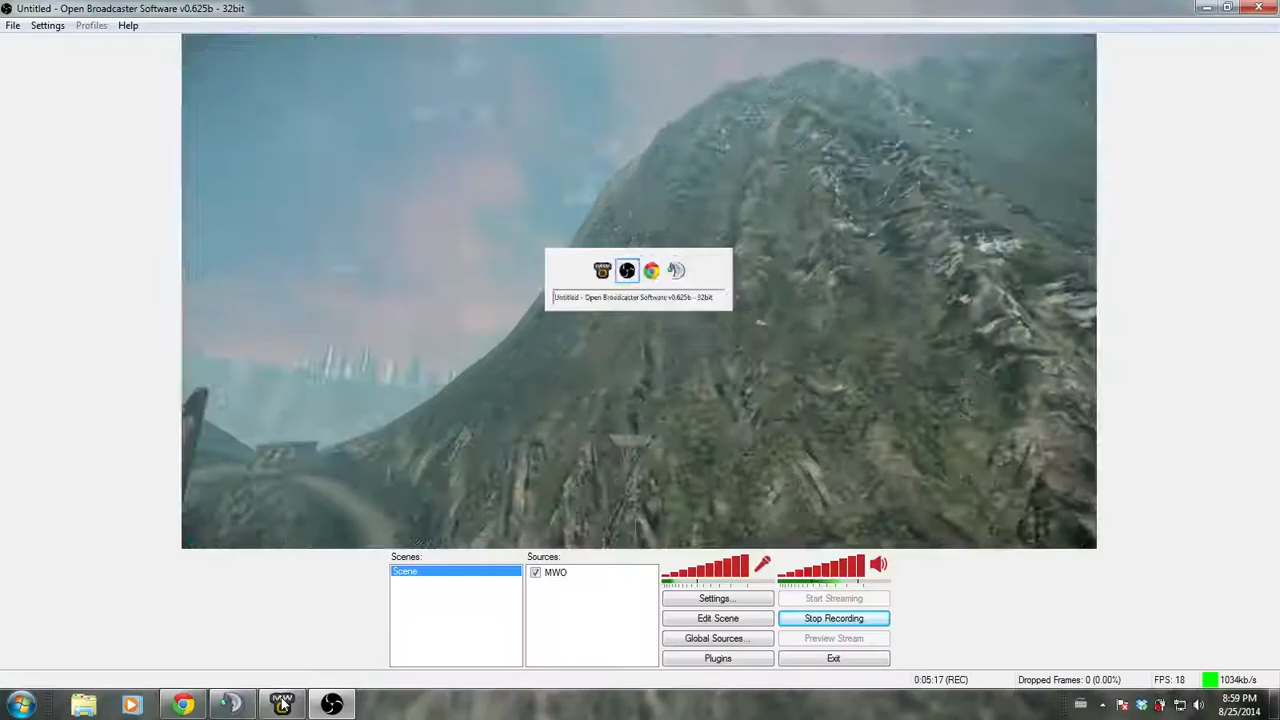 Untitled - Open Broadcaster Software v0.625b - 32bit
File Settings Profiles Help
Untitled - Open Broadcaster Software v0.625b - 32bit
Scenes:
Sources:
Scene
MWO
Settings...
Start Streaming
Edit Scene
Stop Recording
Global Sources...
Preview Stream
Plugins
Exit
0:05:17 (REC)
Dropped Frames: 0 (0.00%)
FPS: 18
1034kb/s
8:59 PM
8/25/2014